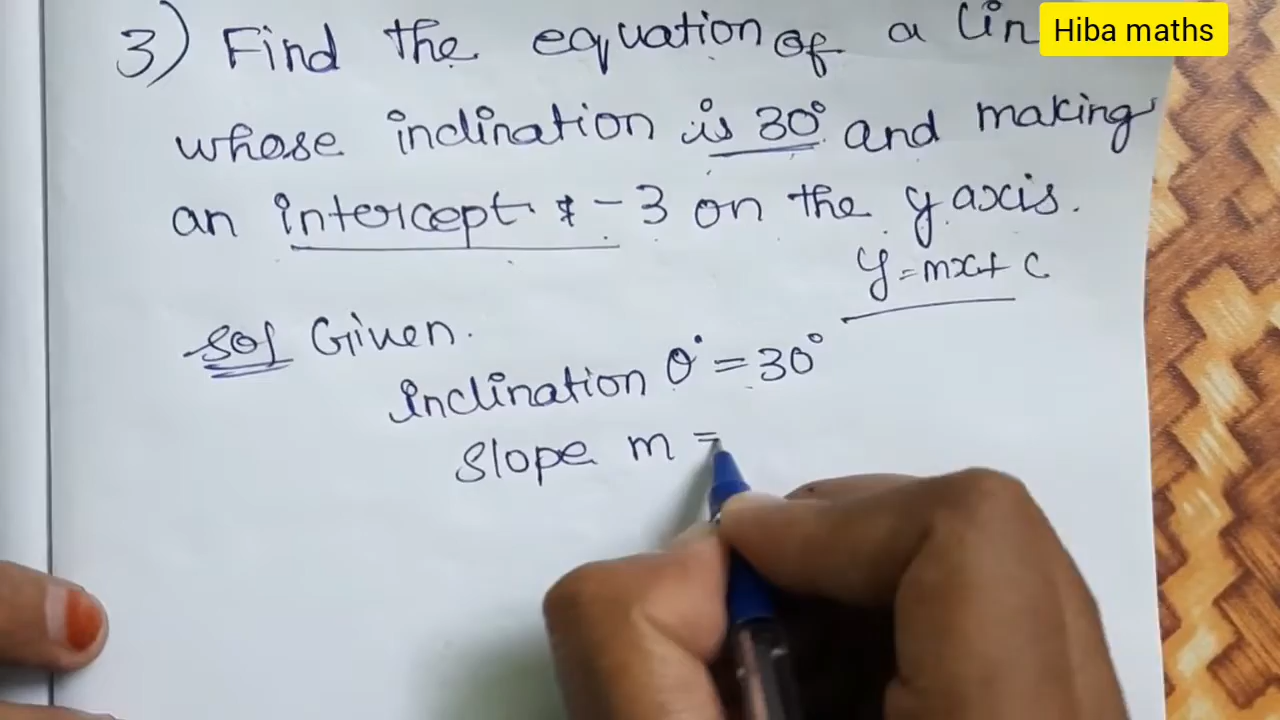 3) Find the equation of a lin
Hiba maths
whose inclination is 30° and making
an intercept - 3 on the y axis.
y = mx + c
Sol Given.
inclination θ° = 30°
Slope m =